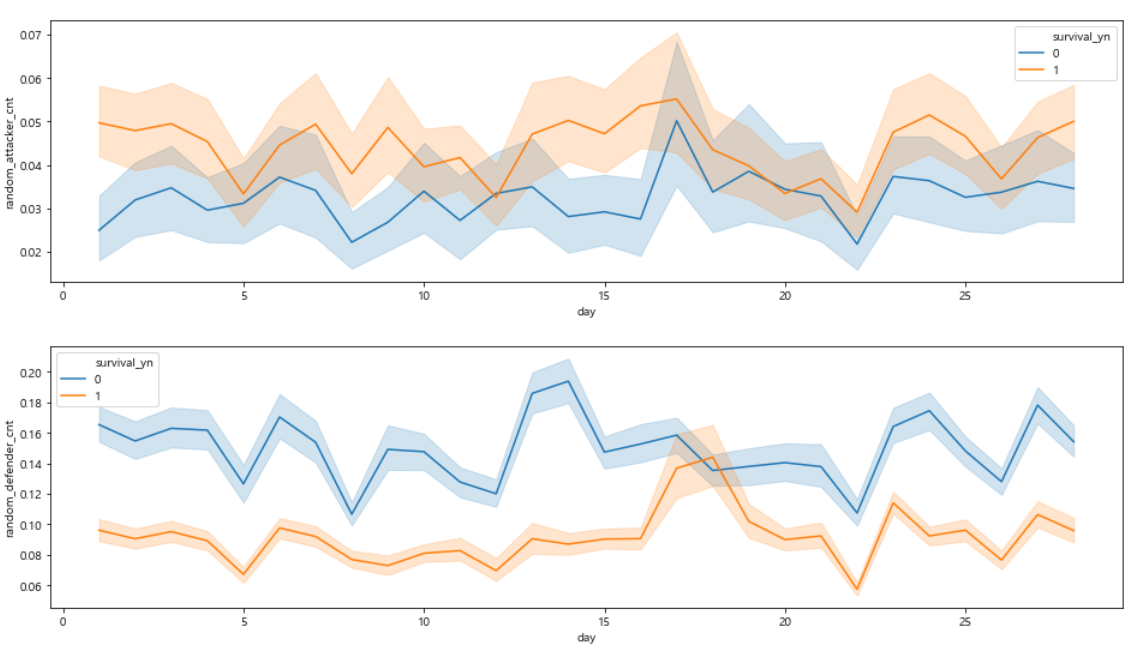 random_attacker_cnt
0.07
0.06
0.05
0.04
0.03
0.02
survival_yn
0
1
0 5 10 15 20 25
day
random_defender_cnt
0.20
0.18
0.16
0.14
0.12
0.10
0.08
0.06
survival_yn
0
1
0 5 10 15 20 25
day